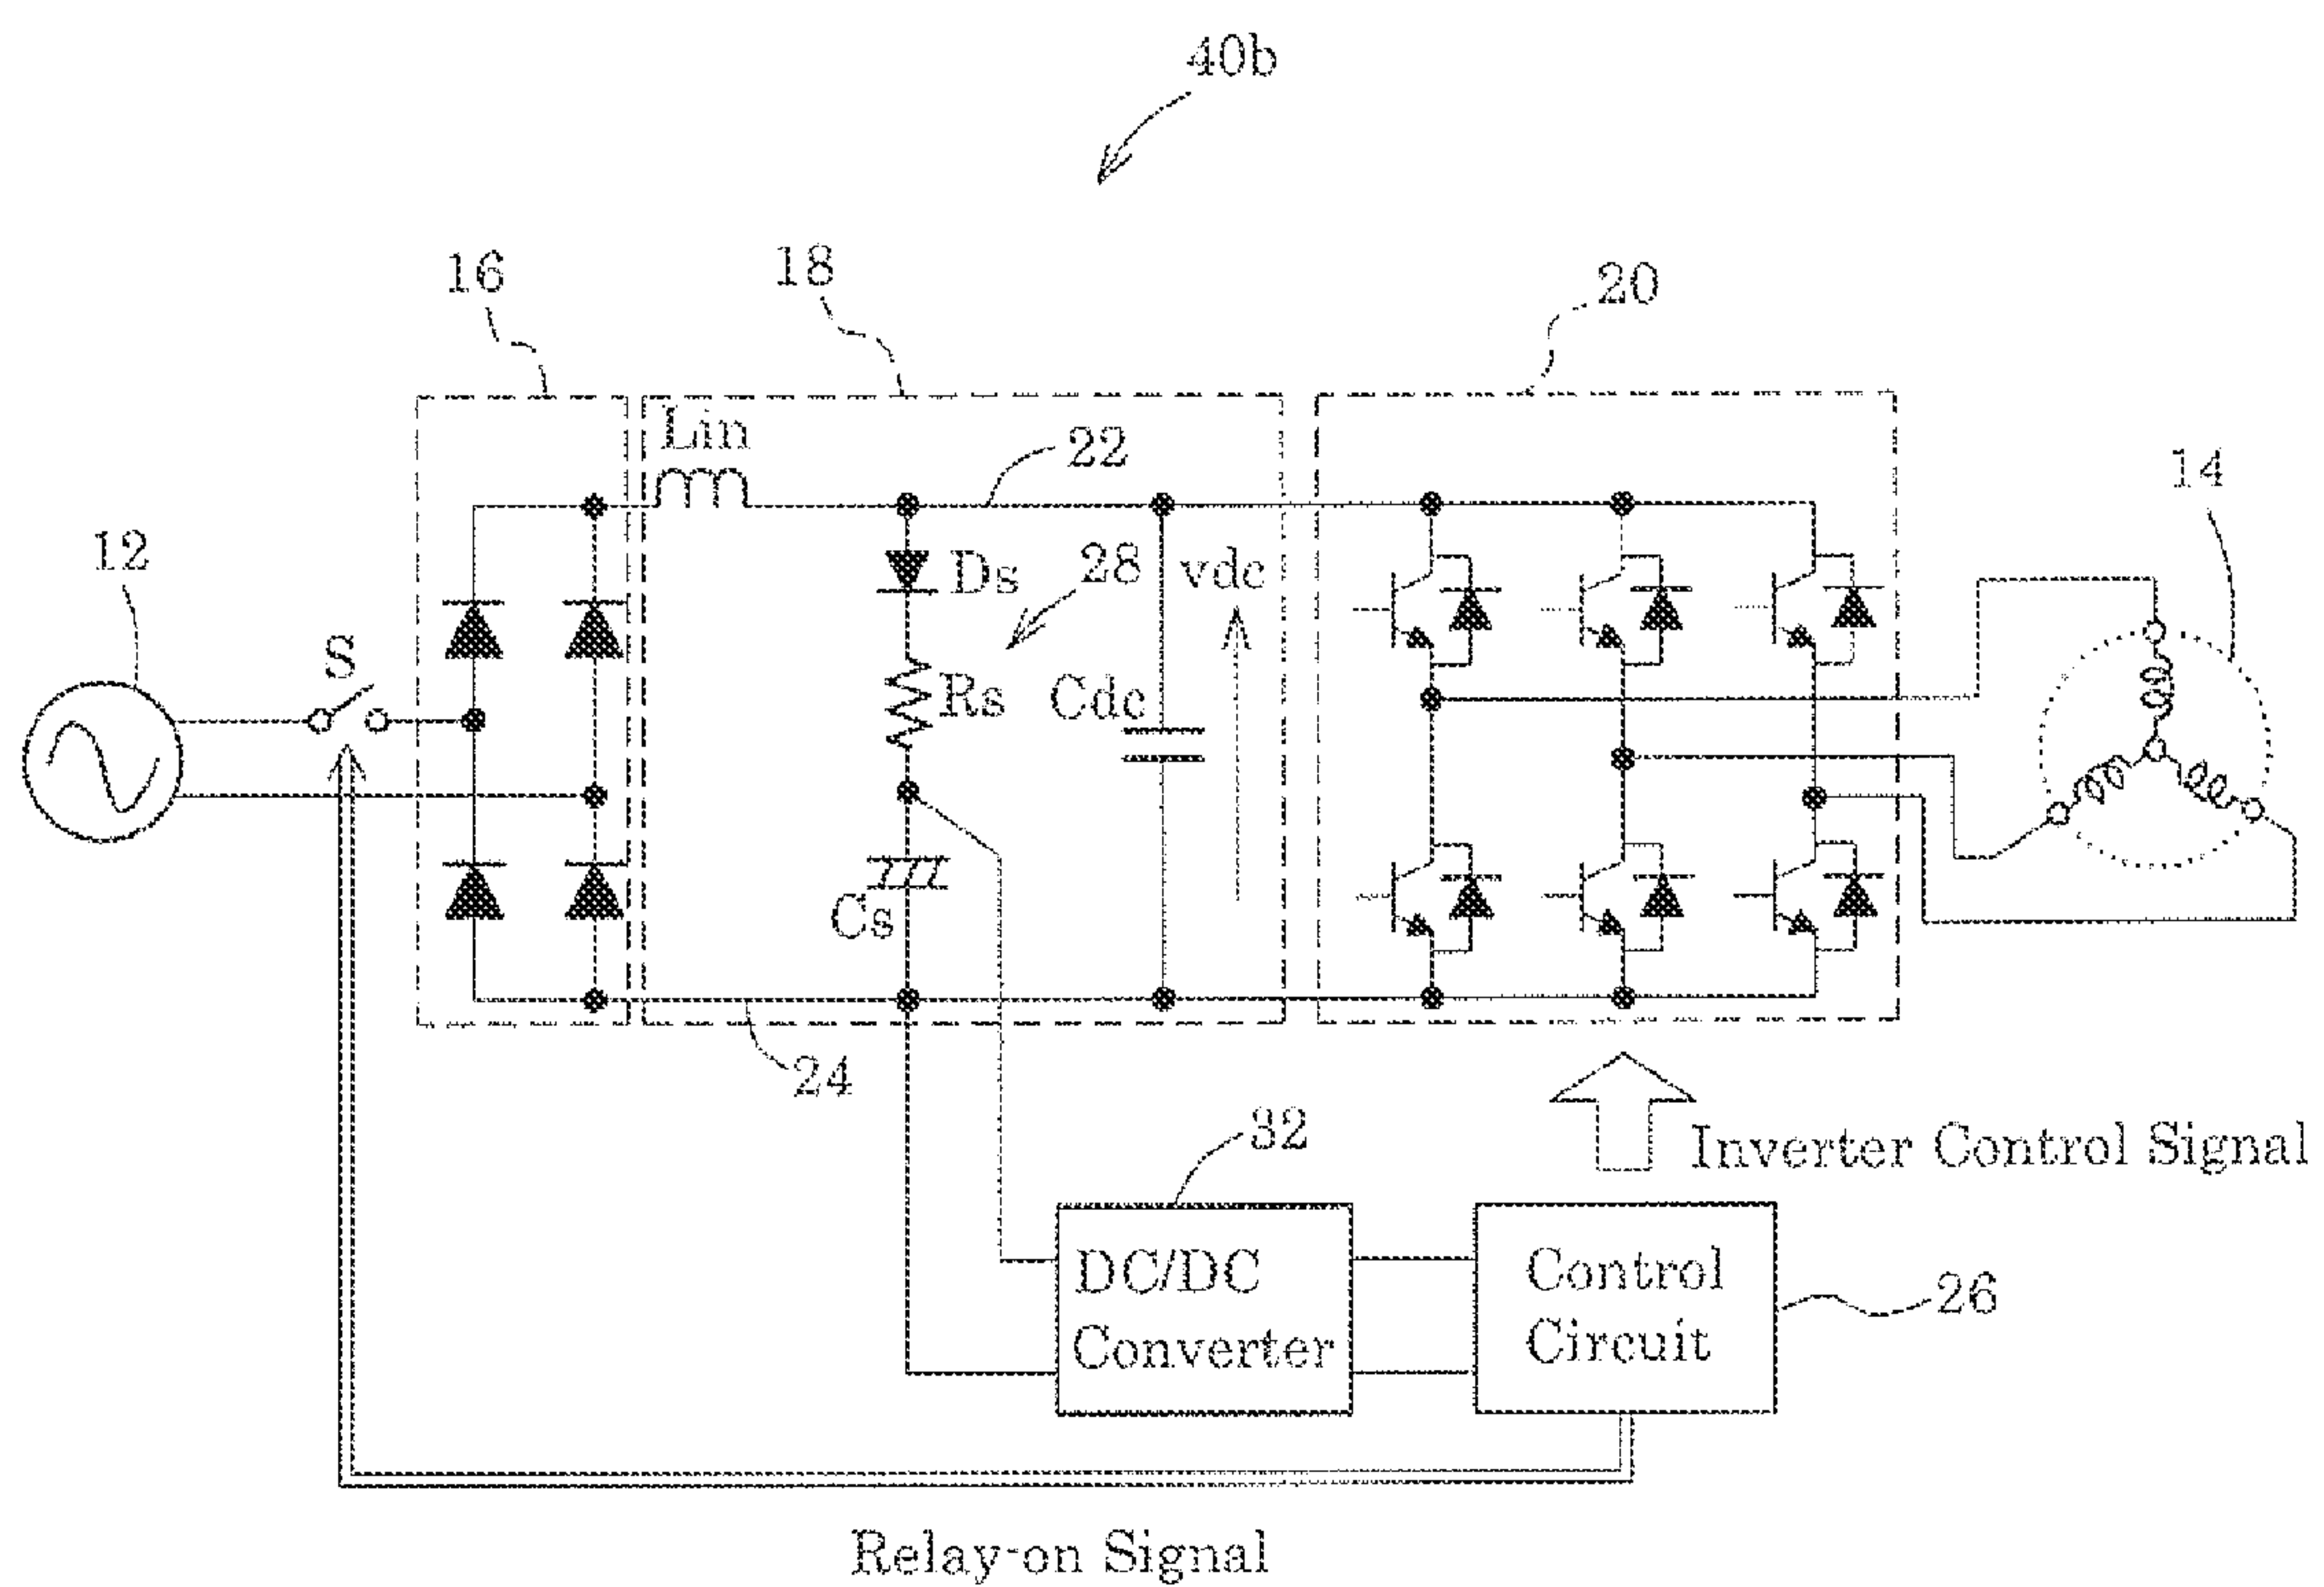 40b
16
18
20
Lin
22
14
12
Ds
28
vdc
S
Rs
Cdc
Cs
24
32
Inverter Control Signal
DC/DC
Converter
Control
Circuit
26
Relay-on Signal